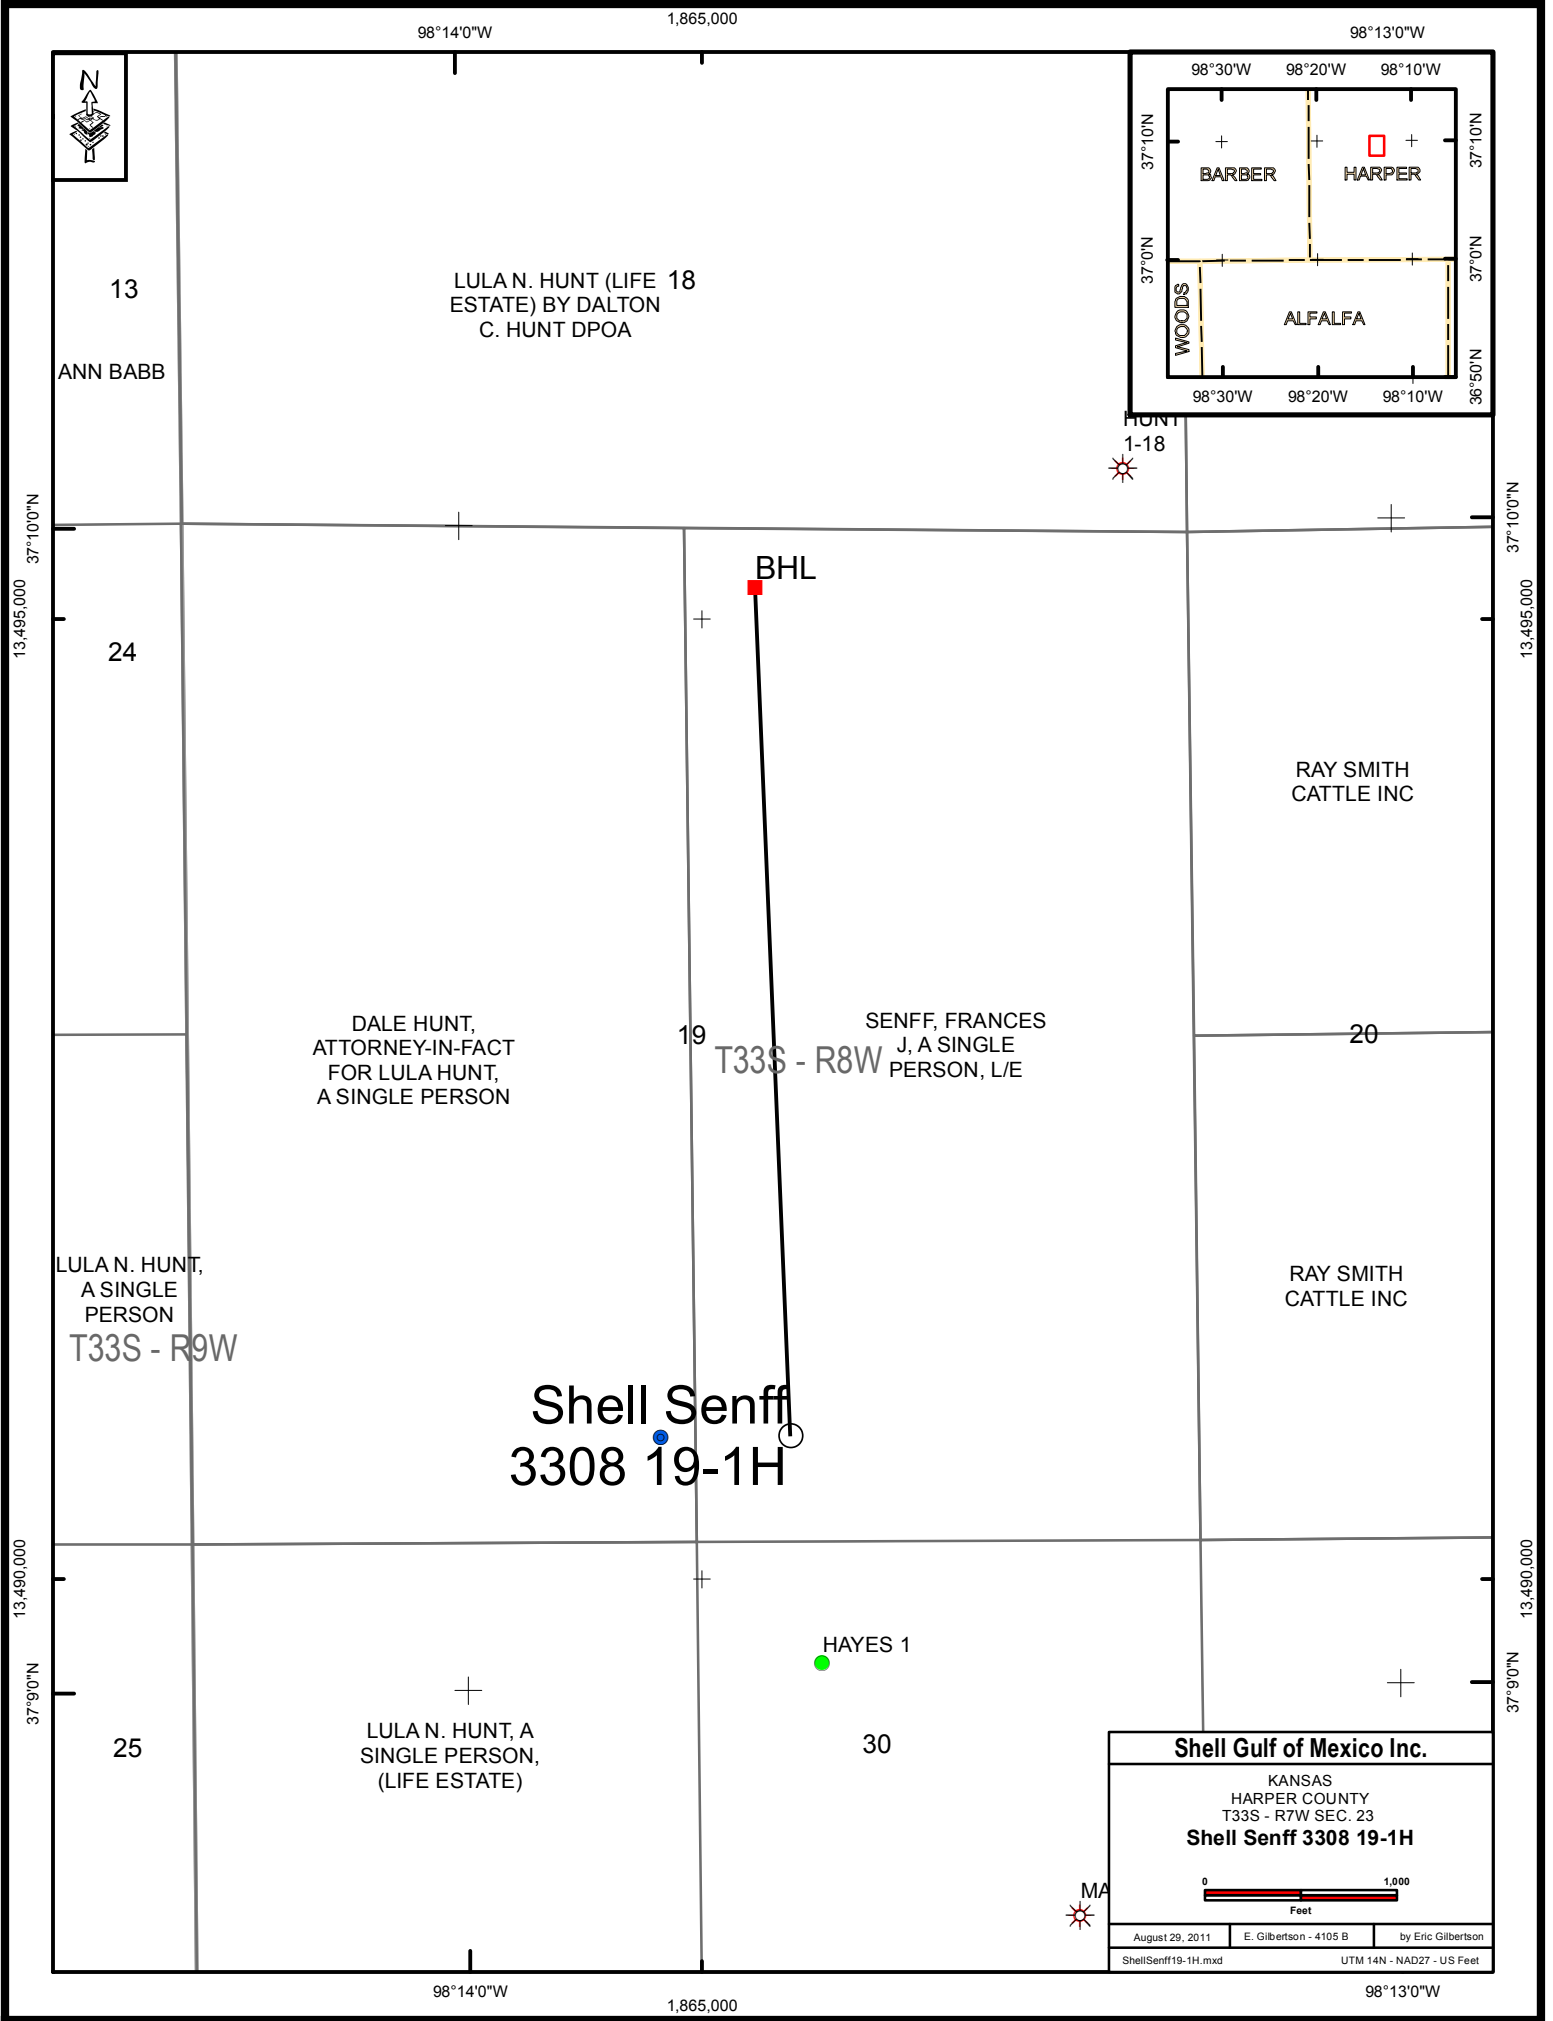 1,865,000
98°14'0"W
98°13'0"W
N
98°30'W
98°20'W
98°10'W
37°10'N
37°10'N
BARBER
HARPER
37°0'N
37°0'N
WOODS
ALFALFA
36°50'N
98°30'W
98°20'W
98°10'W
13
LULA N. HUNT (LIFE
ESTATE) BY DALTON
C. HUNT DPOA
18
ANN BABB
HUNT
1-18
37°10'0"N
37°10'0"N
BHL
13,495,000
13,495,000
24
RAY SMITH
CATTLE INC
DALE HUNT,
ATTORNEY-IN-FACT
FOR LULA HUNT,
A SINGLE PERSON
19
T33S - R8W
SENFF, FRANCES
J, A SINGLE
PERSON, L/E
20
LULA N. HUNT,
A SINGLE
PERSON
T33S - R9W
RAY SMITH
CATTLE INC
Shell Senff
3308 19-1H
13,490,000
13,490,000
HAYES 1
37°9'0"N
37°9'0"N
25
LULA N. HUNT, A
SINGLE PERSON,
(LIFE ESTATE)
30
MA
Shell Gulf of Mexico Inc.
KANSAS
HARPER COUNTY
T33S - R7W SEC. 23
Shell Senff 3308 19-1H
0
1,000
Feet
August 29, 2011
E. Gilbertson - 4105 B
by Eric Gilbertson
ShellSenff19-1H.mxd
UTM 14N - NAD27 - US Feet
98°14'0"W
1,865,000
98°13'0"W